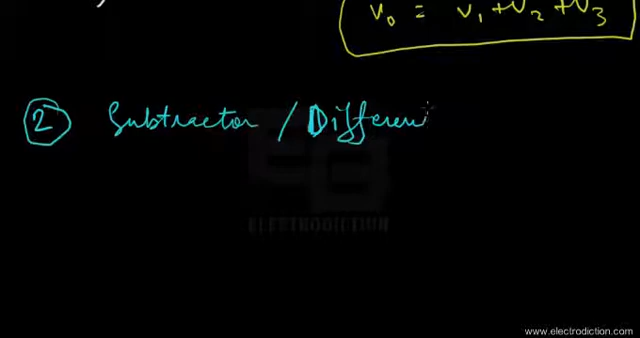 V₀ = V₁ + V₂ + V₃
② Subtractor / Differen
ELECTRODICTION
www.electrodiction.com